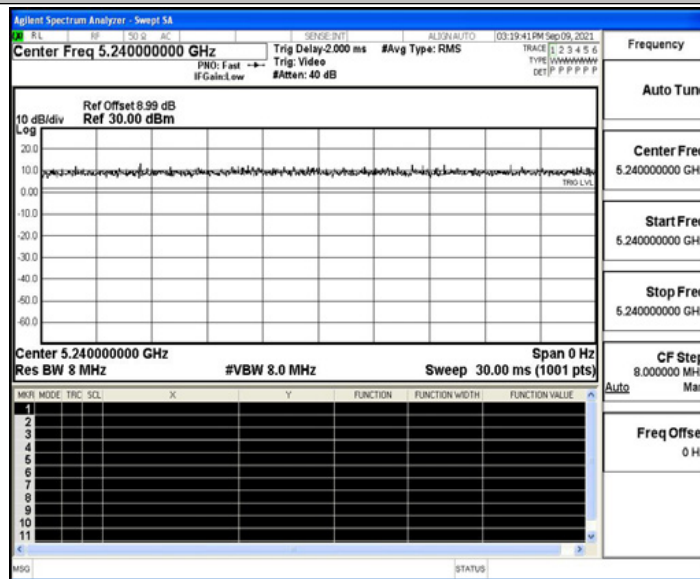 Agilent Spectrum Analyzer - Swept SA
RL RF 50 Ω AC SENSE:INT ALIGN AUTO 03:19:41 PM Sep 09, 2021
Center Freq 5.240000000 GHz
PNO: Fast
IFGain:Low
Trig Delay-2.000 ms
Trig: Video
#Atten: 40 dB
#Avg Type: RMS
TRACE 1 2 3 4 5 6
TYPE WWWWWW
DET P P P P P P
Ref Offset 8.99 dB
10 dB/div Ref 30.00 dBm
Log
20.0
10.0
0.00
TRIG LVL
-10.0
-20.0
-30.0
-40.0
-50.0
-60.0
Center 5.240000000 GHz Span 0 Hz
Res BW 8 MHz #VBW 8.0 MHz Sweep 30.00 ms (1001 pts)
MKR MODE TRC SCL X Y FUNCTION FUNCTION WIDTH FUNCTION VALUE
1
2
3
4
5
6
7
8
9
10
11
MSG STATUS
Frequency
Auto Tun
Center Fre
5.240000000 GH
Start Fre
5.240000000 GH
Stop Fre
5.240000000 GH
CF Step
8.000000 MH
Auto Ma
Freq Offse
0 H